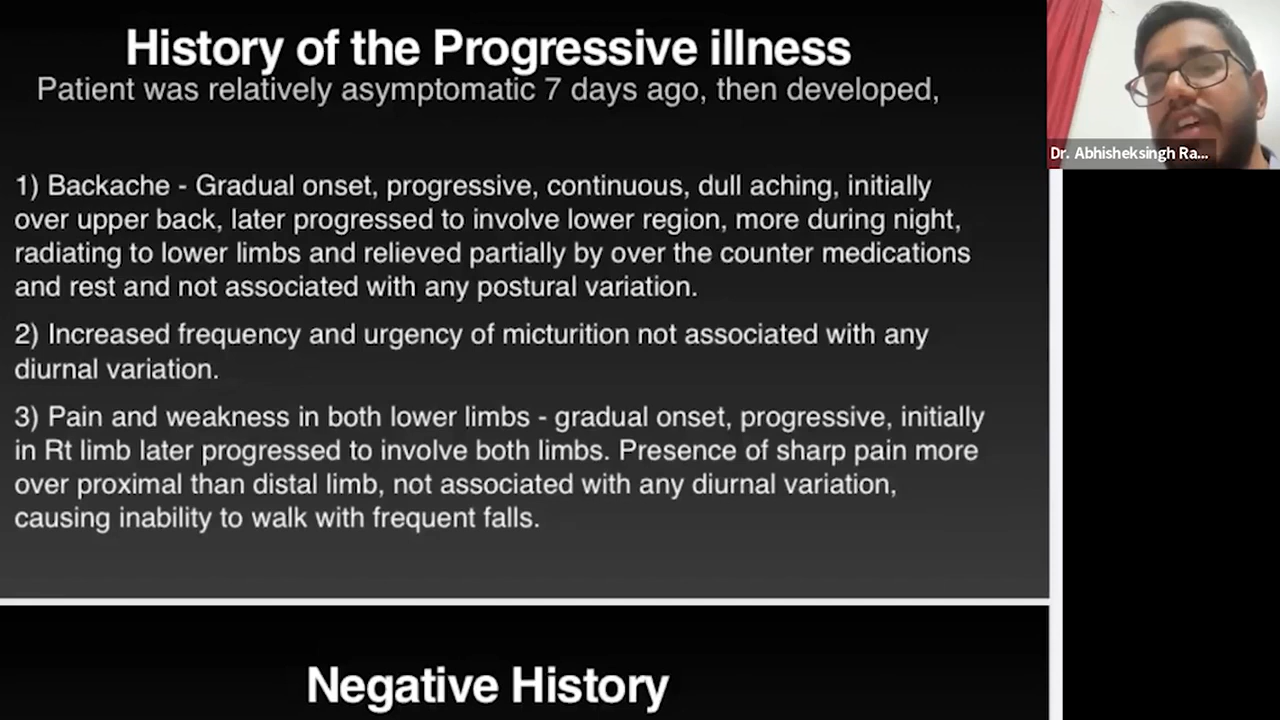 History of the Progressive illness
Patient was relatively asymptomatic 7 days ago, then developed,
1) Backache - Gradual onset, progressive, continuous, dull aching, initially
over upper back, later progressed to involve lower region, more during night,
radiating to lower limbs and relieved partially by over the counter medications
and rest and not associated with any postural variation.
2) Increased frequency and urgency of micturition not associated with any
diurnal variation.
3) Pain and weakness in both lower limbs - gradual onset, progressive, initially
in Rt limb later progressed to involve both limbs. Presence of sharp pain more
over proximal than distal limb, not associated with any diurnal variation,
causing inability to walk with frequent falls.
Negative History
Dr. Abhisheksingh Ra...